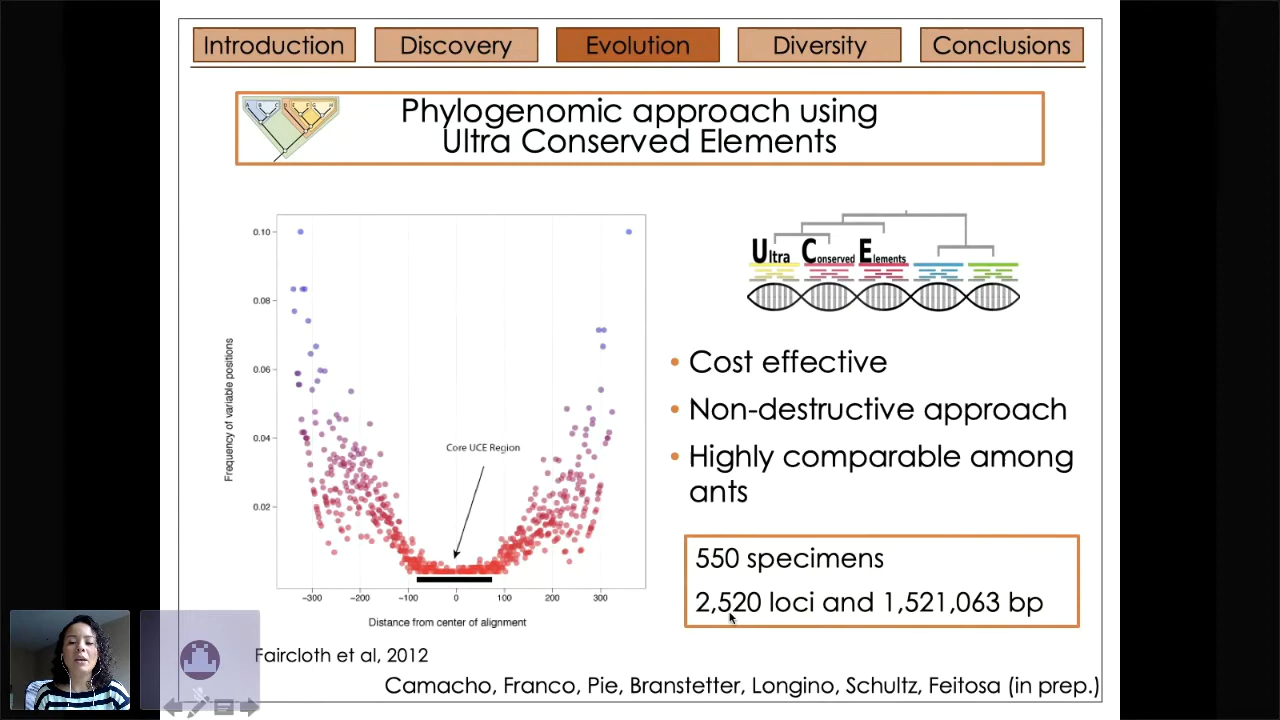 Introduction
Discovery
Evolution
Diversity
Conclusions
Phylogenomic approach using
Ultra Conserved Elements
Ultra Conserved Elements
0.10
0.08
0.06
0.04
0.02
Frequency of variable positions
Core UCE Region
−300
−200
−100
0
100
200
300
Distance from center of alignment
• Cost effective
• Non-destructive approach
• Highly comparable among
ants
550 specimens
2,520 loci and 1,521,063 bp
Faircloth et al, 2012
Camacho, Franco, Pie, Branstetter, Longino, Schultz, Feitosa (in prep.)